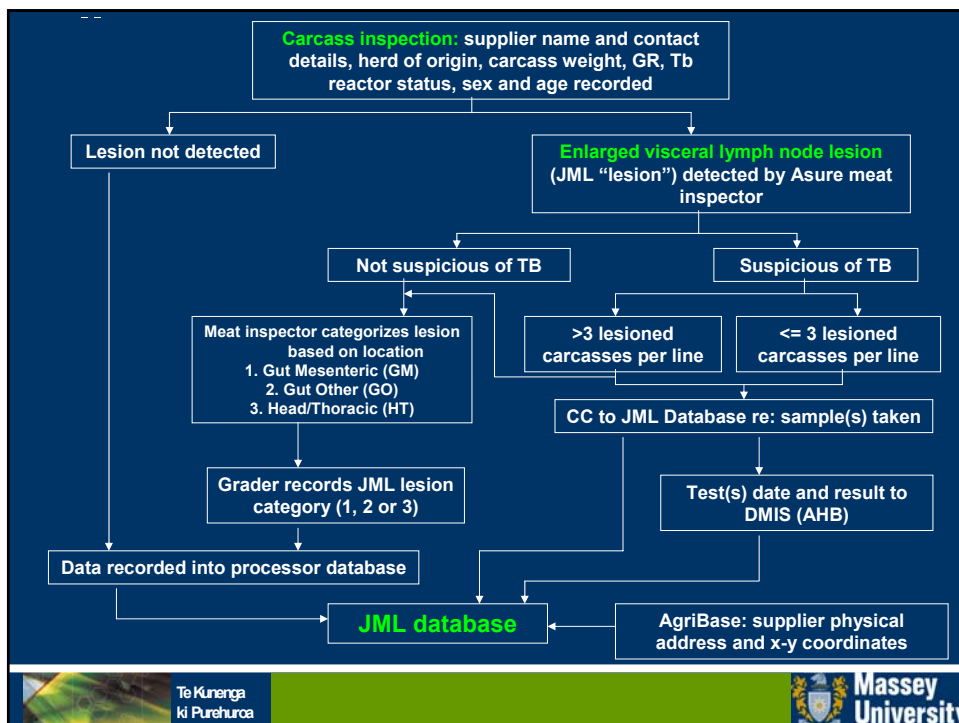 Carcass inspection: supplier name and contact
details, herd of origin, carcass weight, GR, Tb
reactor status, sex and age recorded
Lesion not detected
Enlarged visceral lymph node lesion
(JML “lesion”) detected by Asure meat
inspector
Not suspicious of TB
Suspicious of TB
Meat inspector categorizes lesion
based on location
1. Gut Mesenteric (GM)
2. Gut Other (GO)
3. Head/Thoracic (HT)
>3 lesioned
carcasses per line
<= 3 lesioned
carcasses per line
CC to JML Database re: sample(s) taken
Grader records JML lesion
category (1, 2 or 3)
Test(s) date and result to
DMIS (AHB)
Data recorded into processor database
JML database
AgriBase: supplier physical
address and x-y coordinates
Te Kunenga
ki Purehuroa
Massey
University